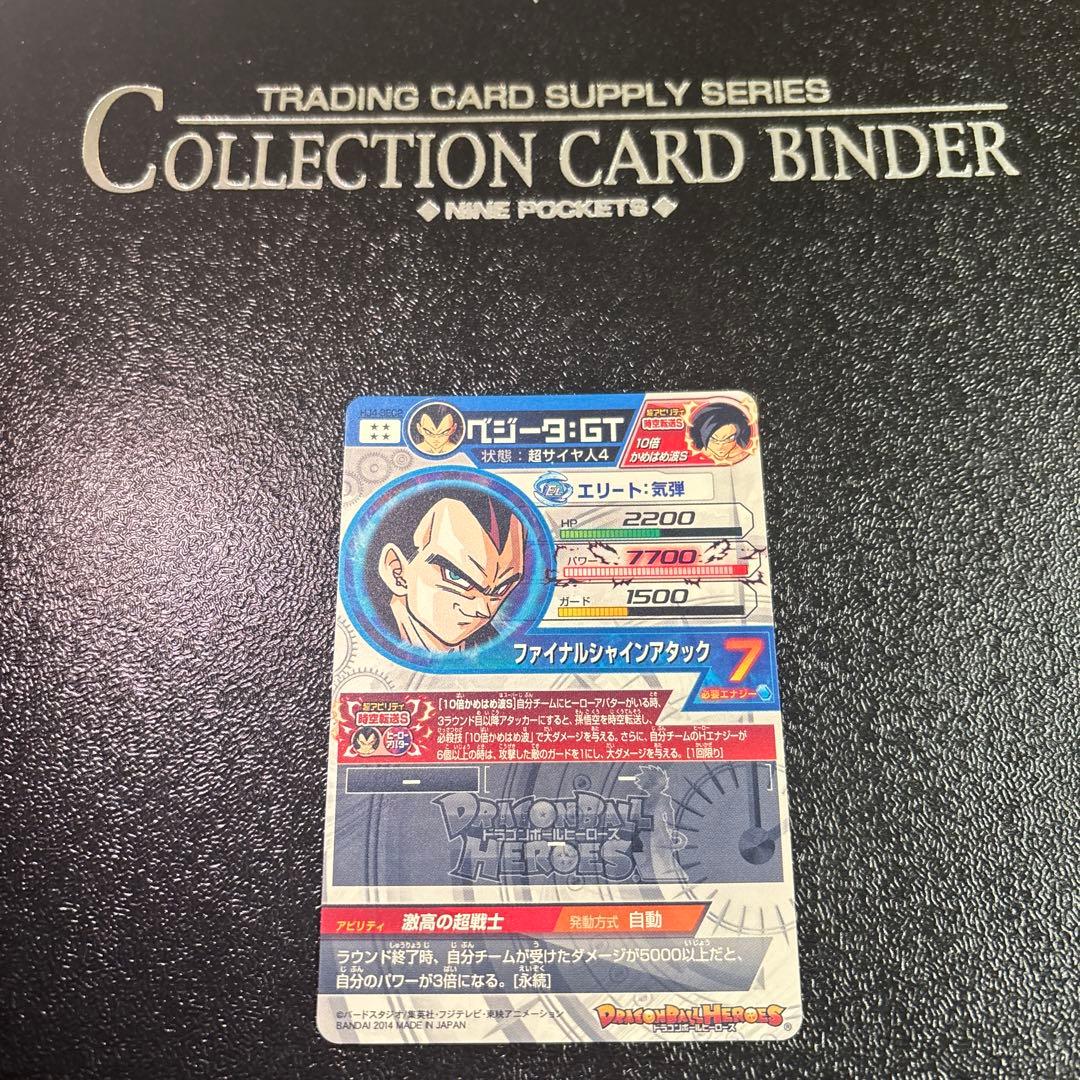 TRADING CARD SUPPLY SERIES
COLLECTION CARD BINDER
◆NINE POCKETS◆
HJ4-SEC2
★★
★★
ベジータ:GT
状態:超サイヤ人4
超アビリティ
時空転送S
10倍
かめはめ波S
エリート:気弾
HP 2200
パワー 7700
ガード 1500
ファイナルシャインアタック 7
必要エナジー
超アビリティ
時空転送S
ヒーロー
アバター
[10倍かめはめ波S]自分チームにヒーローアバターがいる時、
3ラウンド目以降アタッカーにすると、孫悟空を時空転送し、
必殺技「10倍かめはめ波」で大ダメージを与える。さらに、自分チームのHエナジーが
6個以上の時は、攻撃した敵のガードを1にし、大ダメージを与える。[1回限り]
DRAGONBALL
ドラゴンボールヒーローズ
HEROES
アビリティ 激高の超戦士 発動方式 自動
ラウンド終了時、自分チームが受けたダメージが5000以上だと、
自分のパワーが3倍になる。[永続]
©バードスタジオ/集英社・フジテレビ・東映アニメーション
BANDAI 2014 MADE IN JAPAN
DRAGONBALL HEROES
ドラゴンボールヒーローズ
®